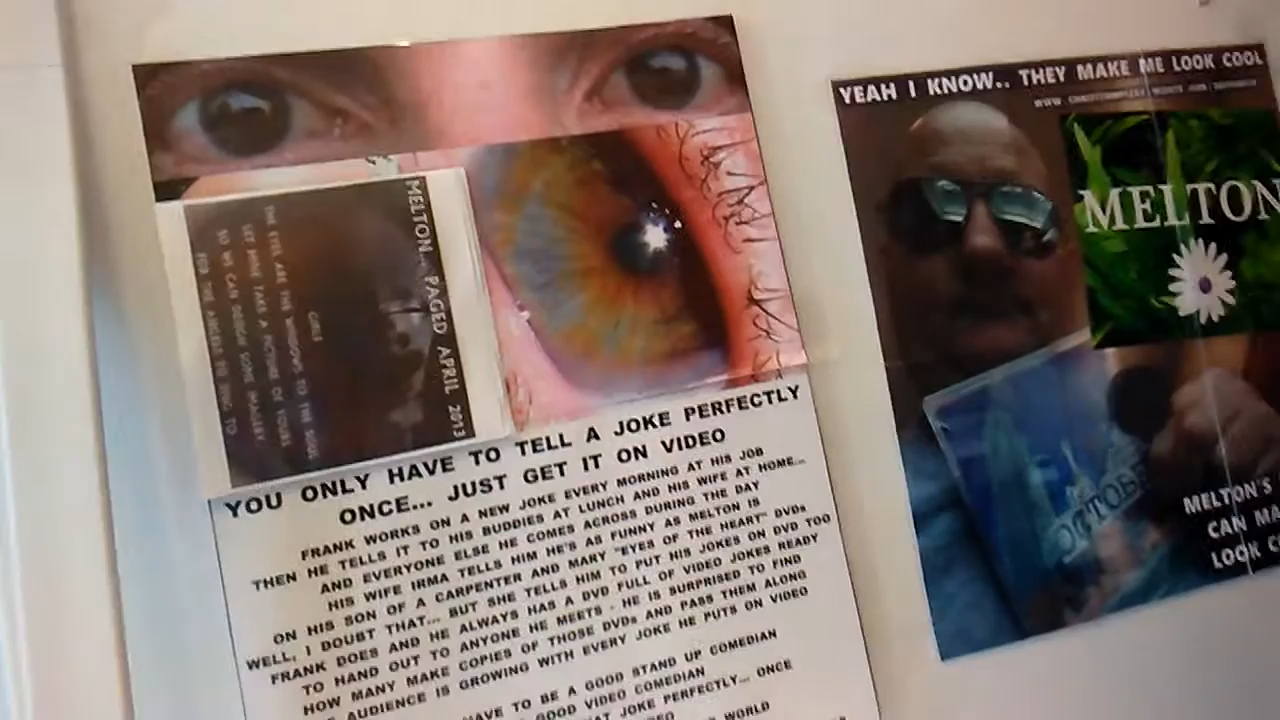 MELTON... PAGED APRIL 2013
GIRLS
THE EYES ARE THE WINDOWS TO THE SOUL
LET MIKE TAKE A PICTURE OF YOURS
SO WE CAN DESIGN SOME IMAGERY
FOR THE ANGELS TO SING TO
YOU ONLY HAVE TO TELL A JOKE PERFECTLY
ONCE... JUST GET IT ON VIDEO
FRANK WORKS ON A NEW JOKE EVERY MORNING AT HIS JOB
THEN HE TELLS IT TO HIS BUDDIES AT LUNCH AND HIS WIFE AT HOME...
AND EVERYONE ELSE HE COMES ACROSS DURING THE DAY
HIS WIFE IRMA TELLS HIM HE'S AS FUNNY AS MELTON IS
ON HIS SON OF A CARPENTER AND MARY "EYES OF THE HEART" DVDs
WELL, I DOUBT THAT... BUT SHE TELLS HIM TO PUT HIS JOKES ON DVD TOO
FRANK DOES AND HE ALWAYS HAS A DVD FULL OF VIDEO JOKES READY
TO HAND OUT TO ANYONE HE MEETS - HE IS SURPRISED TO FIND
HOW MANY MAKE COPIES OF THOSE DVDs AND PASS THEM ALONG
AUDIENCE IS GROWING WITH EVERY JOKE HE PUTS ON VIDEO
HAVE TO BE A GOOD STAND UP COMEDIAN
GOOD VIDEO COMEDIAN
THAT JOKE PERFECTLY... ONCE
WORLD
YEAH I KNOW.. THEY MAKE ME LOOK COOL
MELTON
OCTOBE
MELTON'S
CAN MA
LOOK C